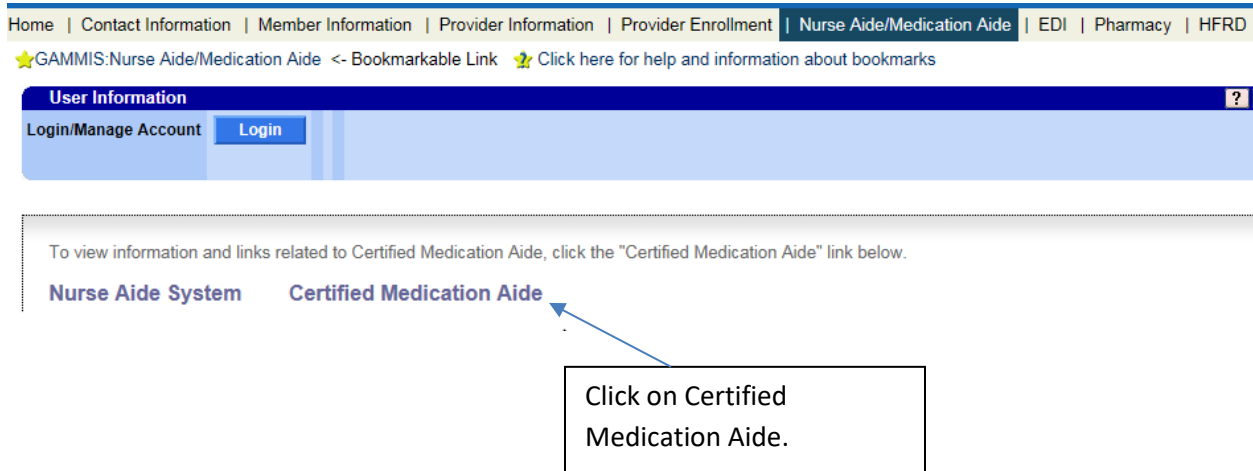 Home | Contact Information | Member Information | Provider Information | Provider Enrollment | Nurse Aide/Medication Aide | EDI | Pharmacy | HFRD
GAMMIS:Nurse Aide/Medication Aide <- Bookmarkable Link Click here for help and information about bookmarks
User Information ?
Login/Manage Account Login
To view information and links related to Certified Medication Aide, click the "Certified Medication Aide" link below.
Nurse Aide System Certified Medication Aide
Click on Certified
Medication Aide.